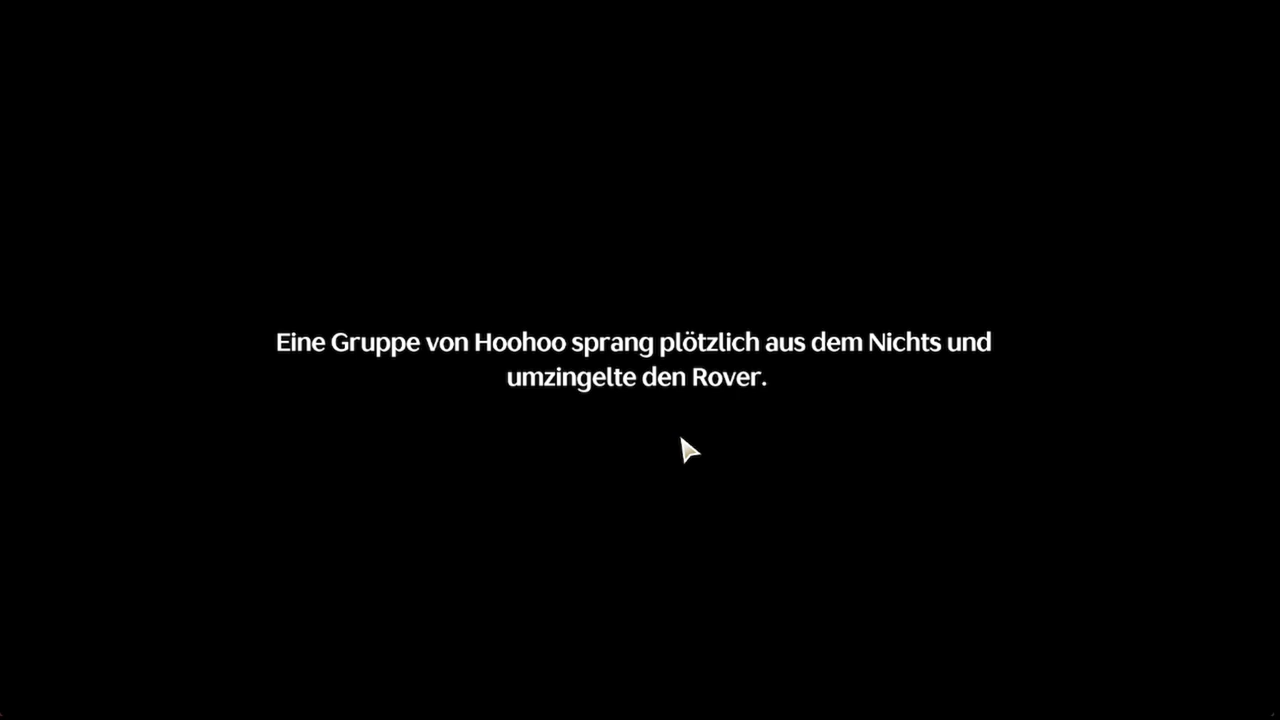 Eine Gruppe von Hoohoo sprang plötzlich aus dem Nichts und
umzingelte den Rover.